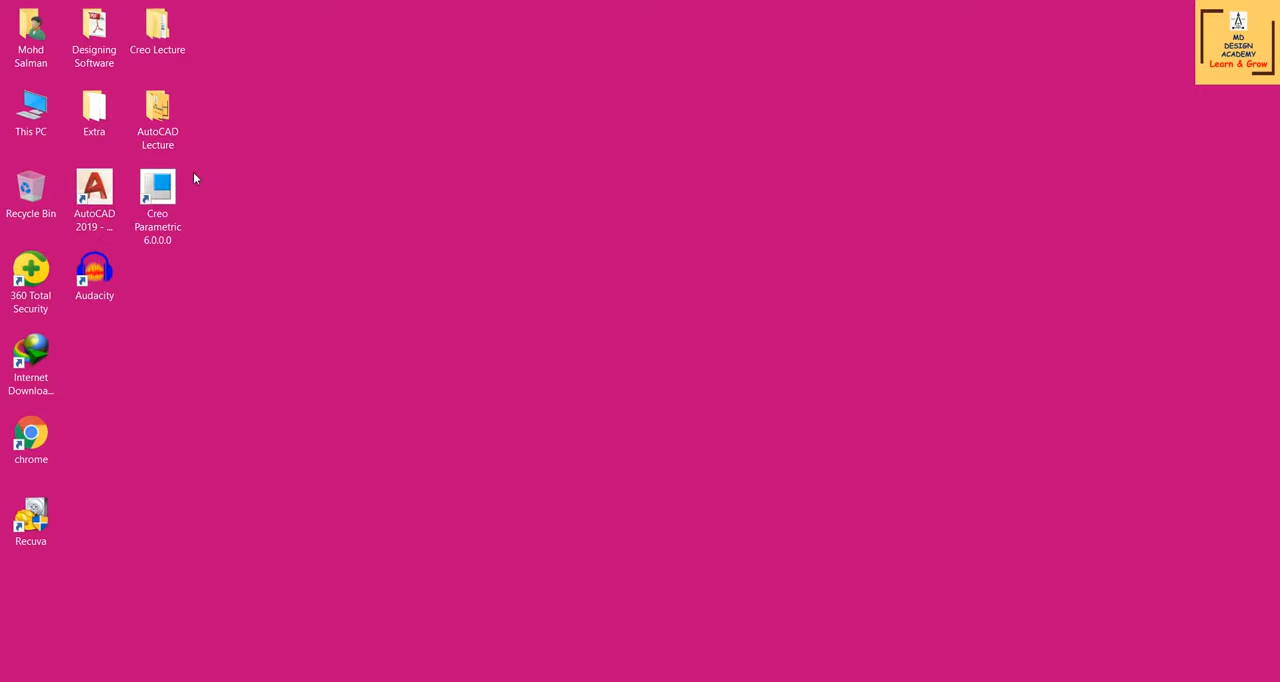 Mohd
Salman
Designing
Software
Creo Lecture
This PC
Extra
AutoCAD
Lecture
Recycle Bin
AutoCAD
2019 - ...
Creo
Parametric
6.0.0.0
360 Total
Security
Audacity
Internet
Downloa...
chrome
Recuva
MD
DESIGN
ACADEMY
Learn & Grow